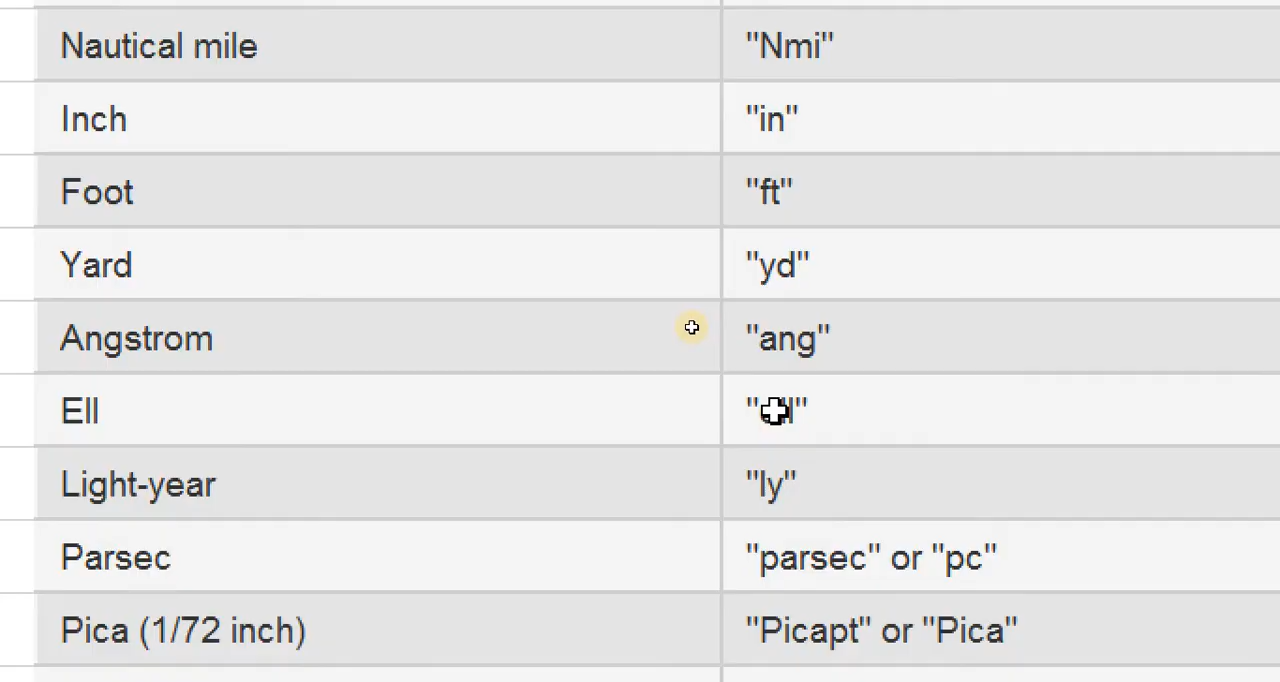 Nautical mile "Nmi"
Inch "in"
Foot "ft"
Yard "yd"
Angstrom "ang"
Ell
Light-year "ly"
Parsec "parsec" or "pc"
Pica (1/72 inch) "Picapt" or "Pica"